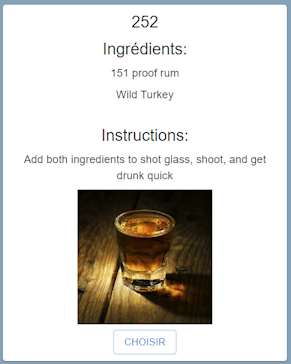 252
Ingrédients:
151 proof rum
Wild Turkey
Instructions:
Add both ingredients to shot glass, shoot, and get
drunk quick
CHOISIR